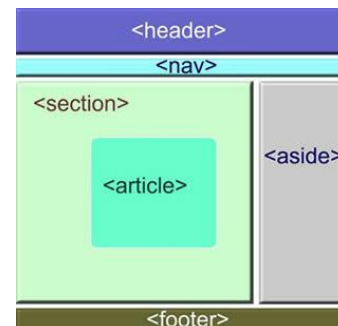 <header>
<nav>
<section>
<article>
<aside>
<footer>